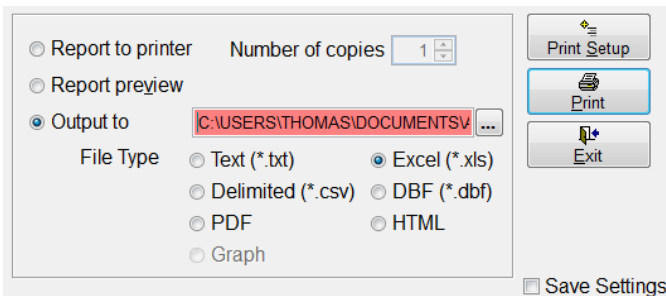 Report to printer Number of copies 1 Print Setup
Report preview Print
Output to C:\USERS\THOMAS\DOCUMENTS\ ... Exit
File Type Text (*.txt) Excel (*.xls)
Delimited (*.csv) DBF (*.dbf)
PDF HTML
Graph
Save Settings